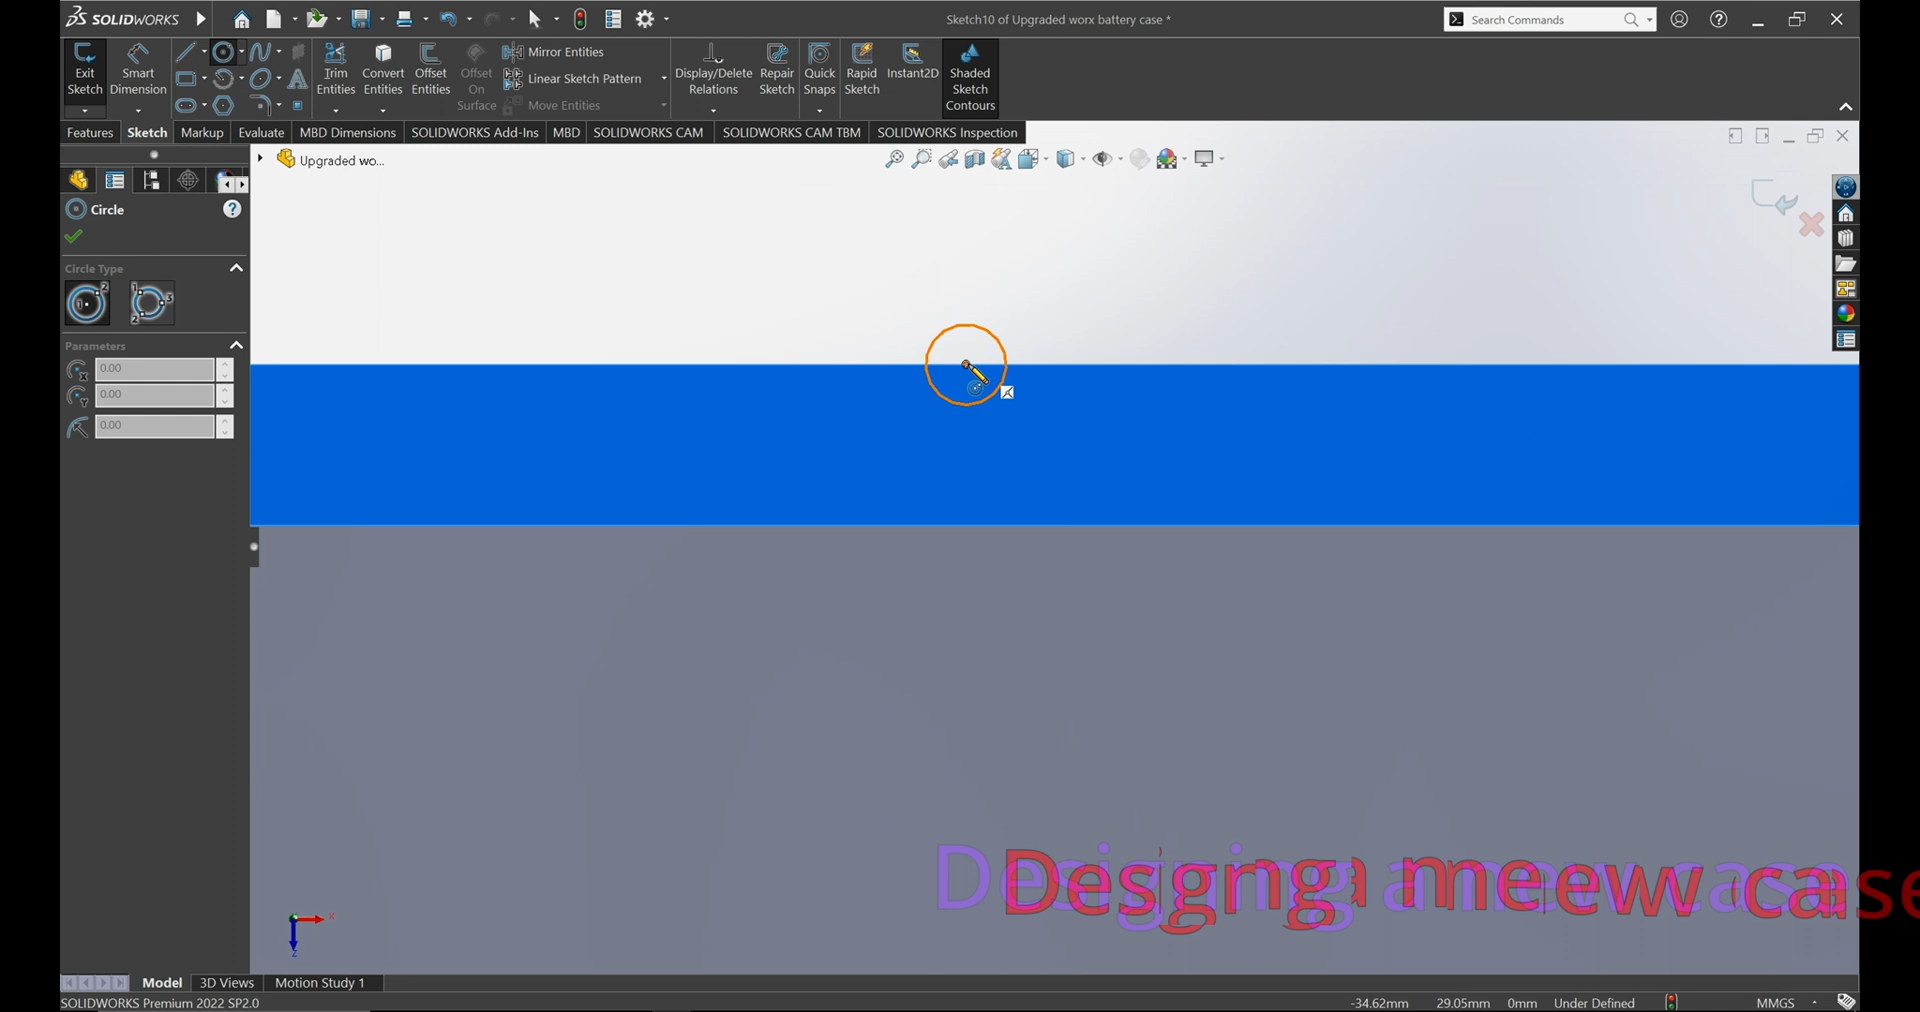 SOLIDWORKS
Sketch10 of Upgraded worx battery case *
Search Commands
Exit Sketch
Smart Dimension
Trim Entities
Convert Entities
Offset Entities
Offset On Surface
Mirror Entities
Linear Sketch Pattern
Move Entities
Display/Delete Relations
Repair Sketch
Quick Snaps
Rapid Sketch
Instant2D
Shaded Sketch Contours
Features Sketch Markup Evaluate MBD Dimensions SOLIDWORKS Add-Ins MBD SOLIDWORKS CAM SOLIDWORKS CAM TBM SOLIDWORKS Inspection
Upgraded wo...
Circle
Circle Type
Parameters
0.00
0.00
0.00
Designing a new case
X
Z
Model 3D Views Motion Study 1
SOLIDWORKS Premium 2022 SP2.0
-34.62mm 29.05mm 0mm Under Defined MMGS